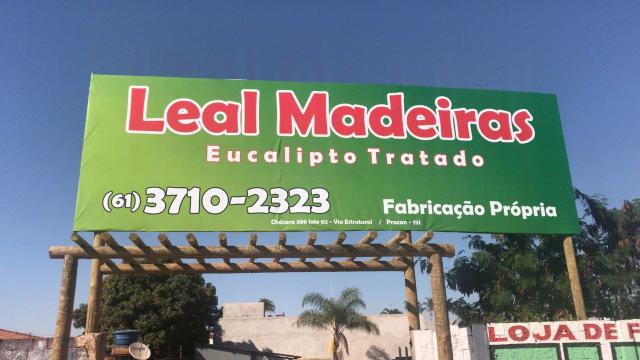 Leal Madeiras
Eucalipto Tratado
(61) 3710-2323
Fabricação Própria
Chácara 306 lote 02 - Via Estrutural / Procon - 151
LOJA DE F